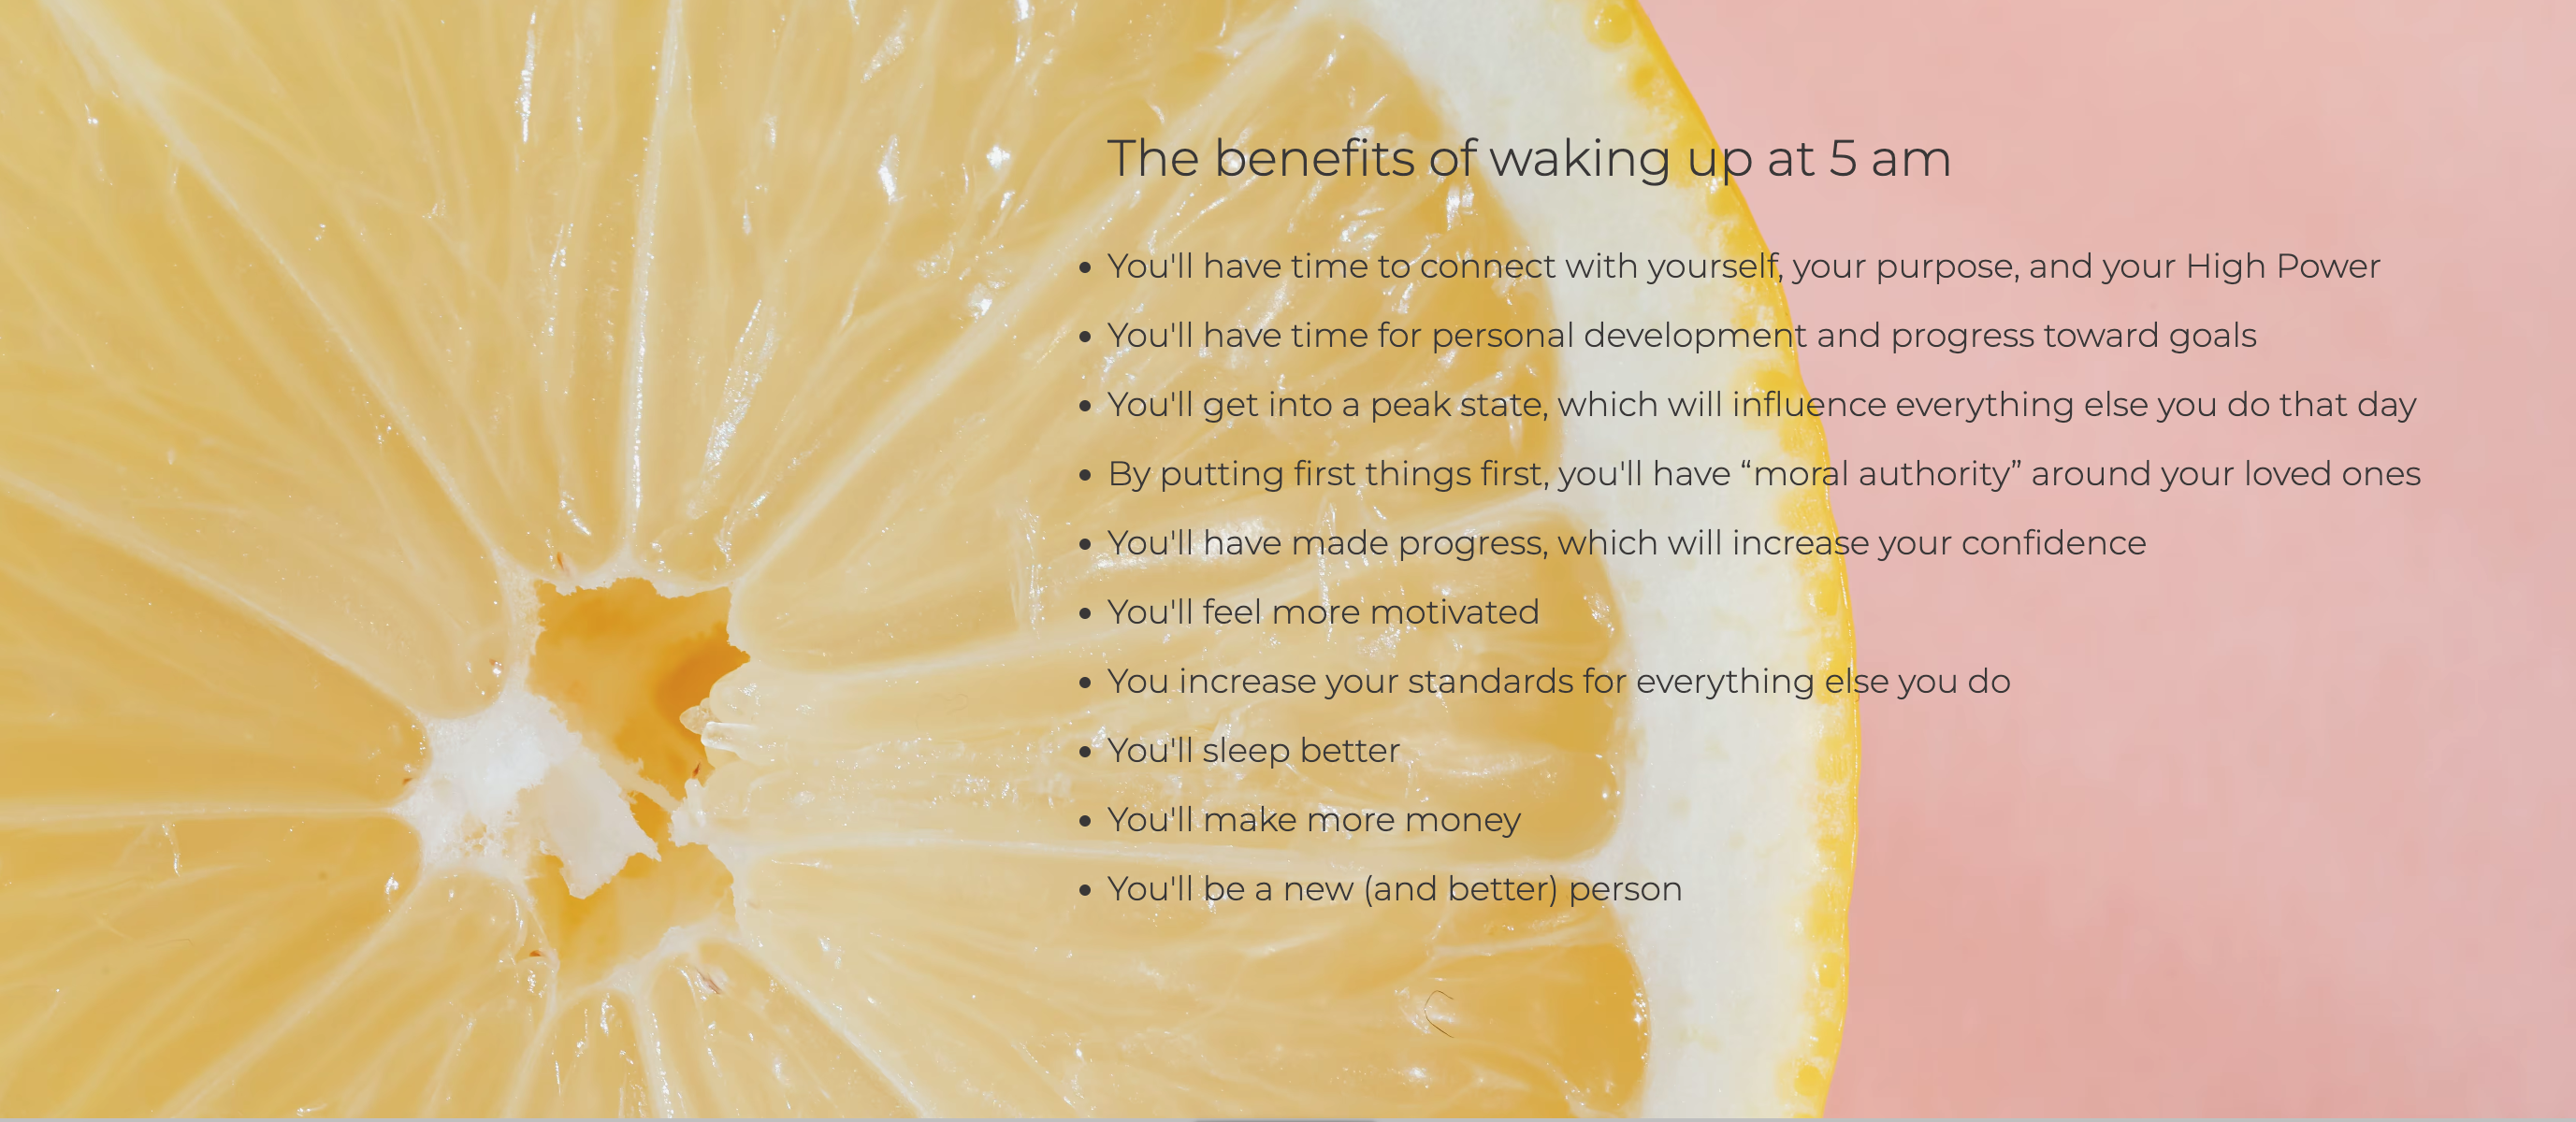 The benefits of waking up at 5 am
• You'll have time to connect with yourself, your purpose, and your High Power
• You'll have time for personal development and progress toward goals
• You'll get into a peak state, which will influence everything else you do that day
• By putting first things first, you'll have “moral authority” around your loved ones
• You'll have made progress, which will increase your confidence
• You'll feel more motivated
• You increase your standards for everything else you do
• You'll sleep better
• You'll make more money
• You'll be a new (and better) person